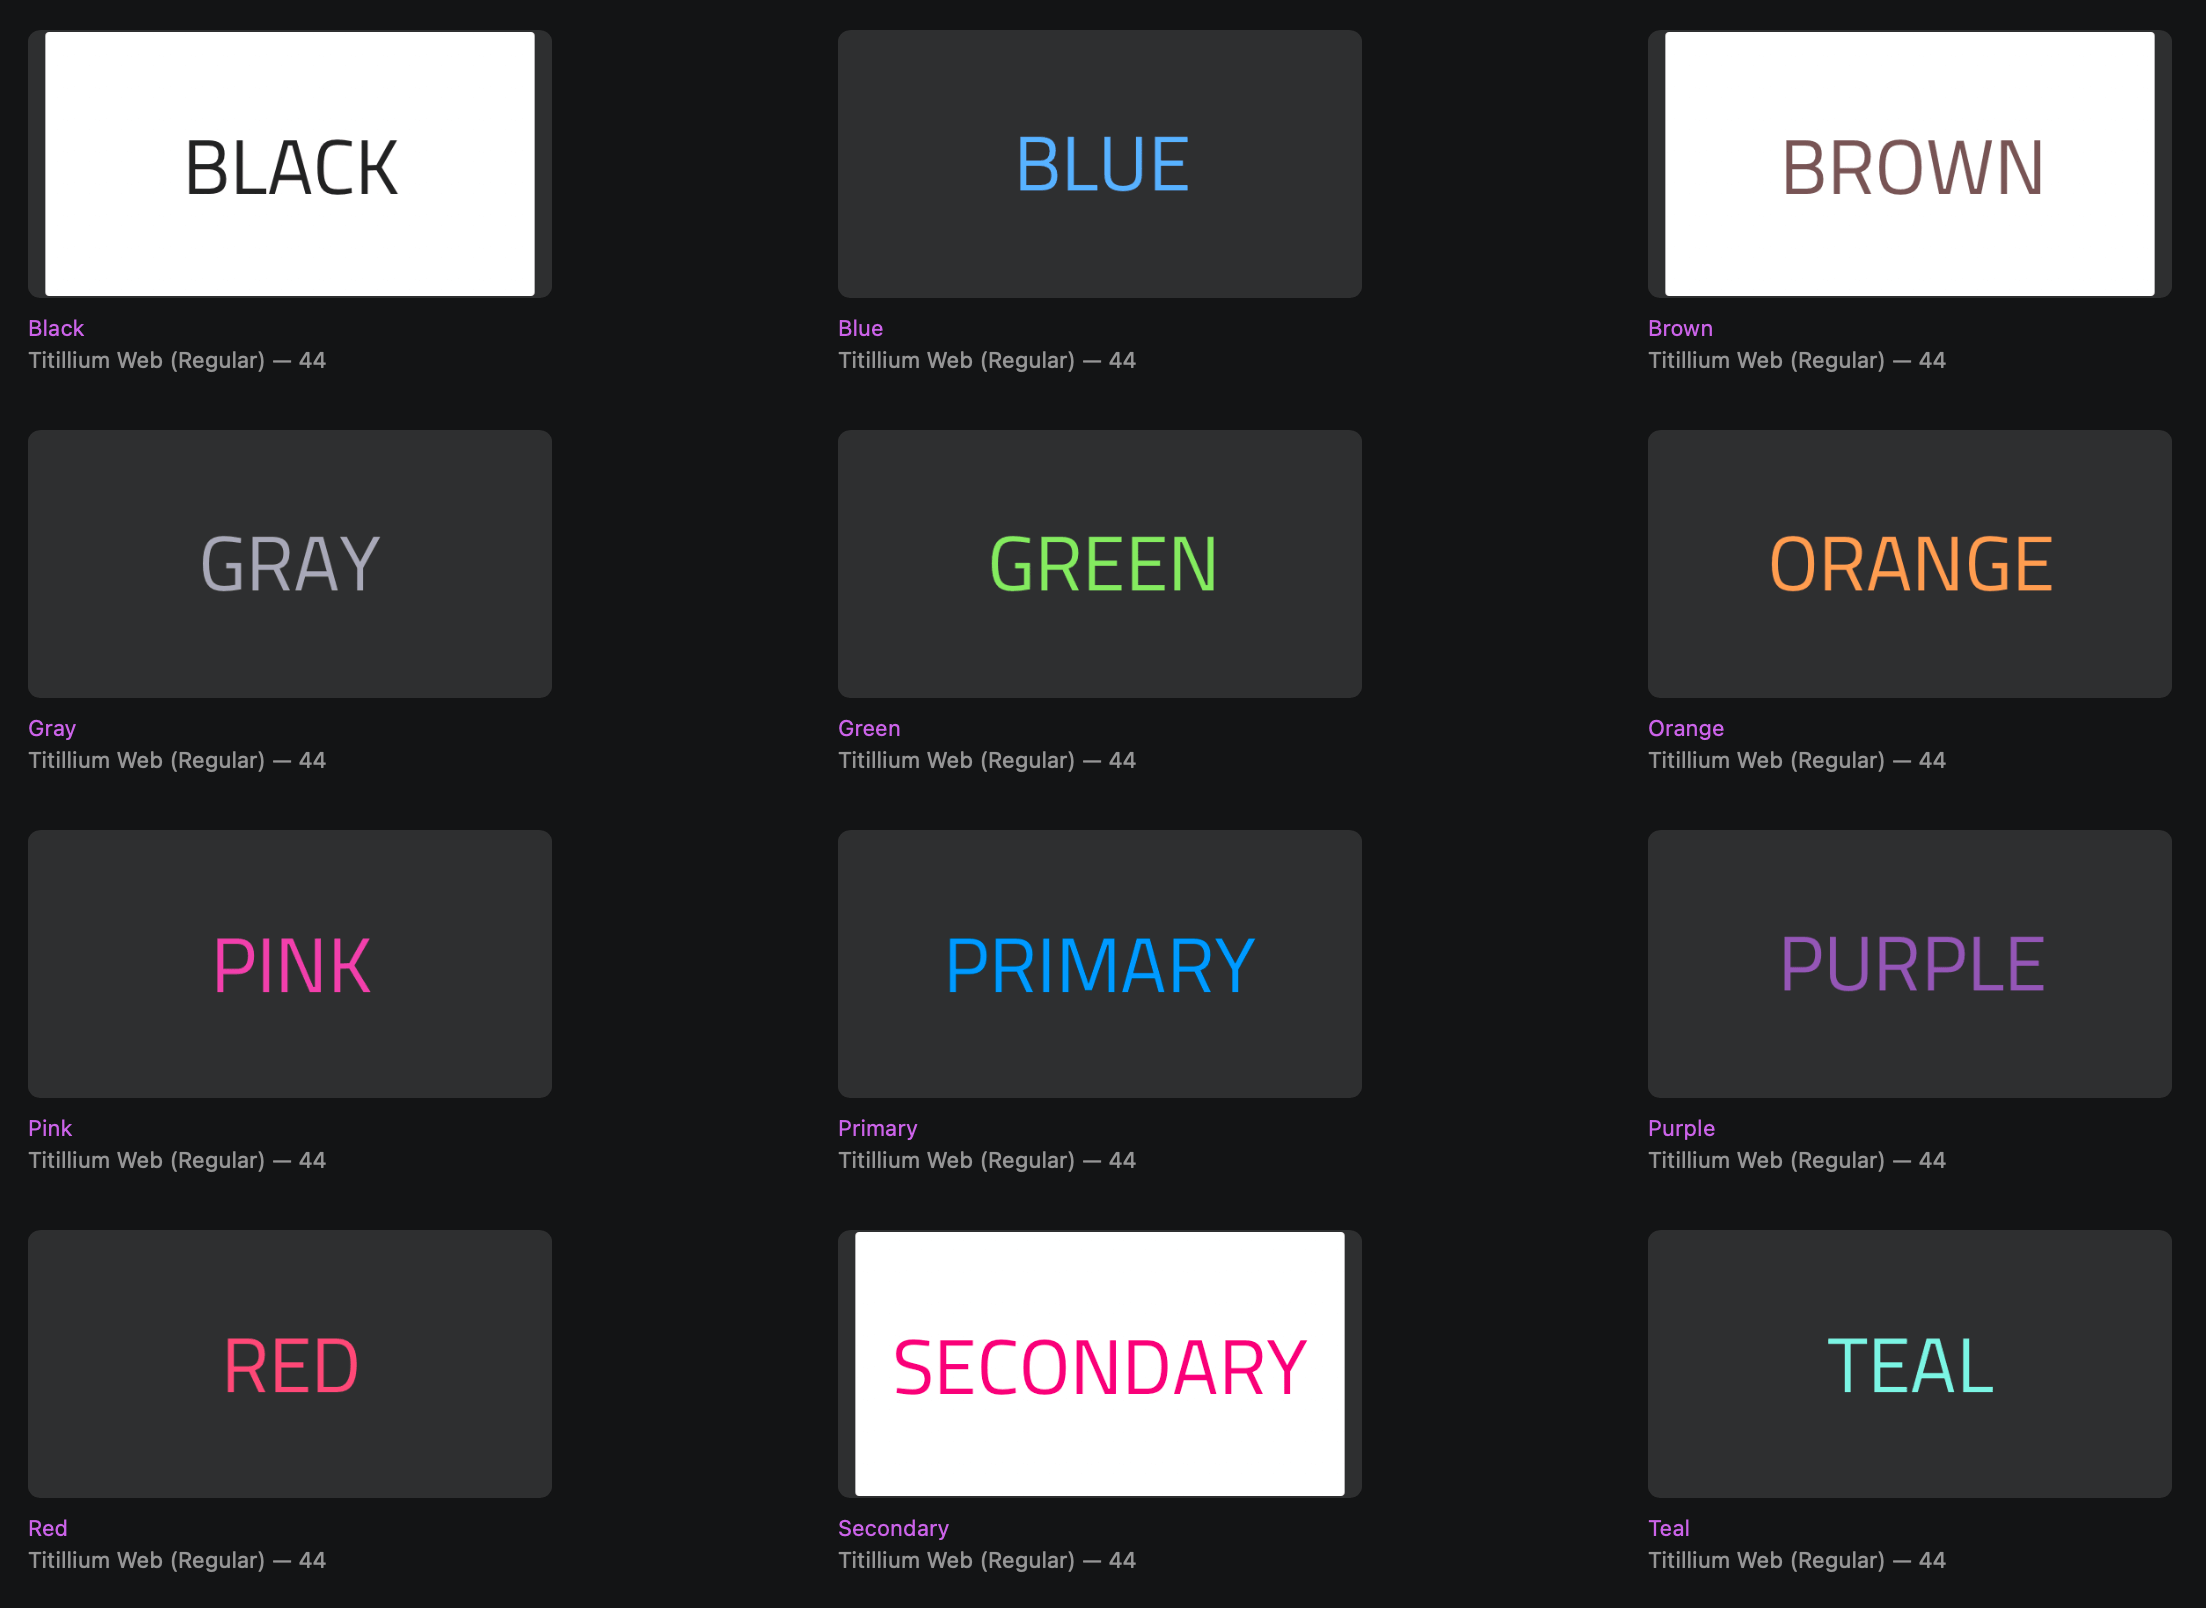 BLACK
BLUE
BROWN
Black
Titillium Web (Regular) — 44
Blue
Titillium Web (Regular) — 44
Brown
Titillium Web (Regular) — 44
GRAY
GREEN
ORANGE
Gray
Titillium Web (Regular) — 44
Green
Titillium Web (Regular) — 44
Orange
Titillium Web (Regular) — 44
PINK
PRIMARY
PURPLE
Pink
Titillium Web (Regular) — 44
Primary
Titillium Web (Regular) — 44
Purple
Titillium Web (Regular) — 44
RED
SECONDARY
TEAL
Red
Titillium Web (Regular) — 44
Secondary
Titillium Web (Regular) — 44
Teal
Titillium Web (Regular) — 44